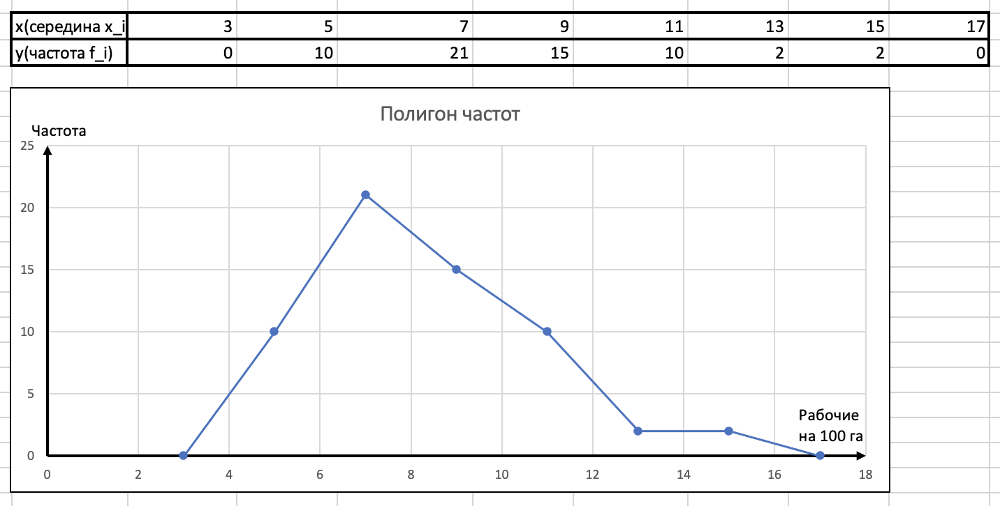 x(середина x_i 3 5 7 9 11 13 15 17
y(частота f_i) 0 10 21 15 10 2 2 0
Полигон частот
Частота
25
20
15
10
5
0
Рабочие
на 100 га
0 2 4 6 8 10 12 14 16 18